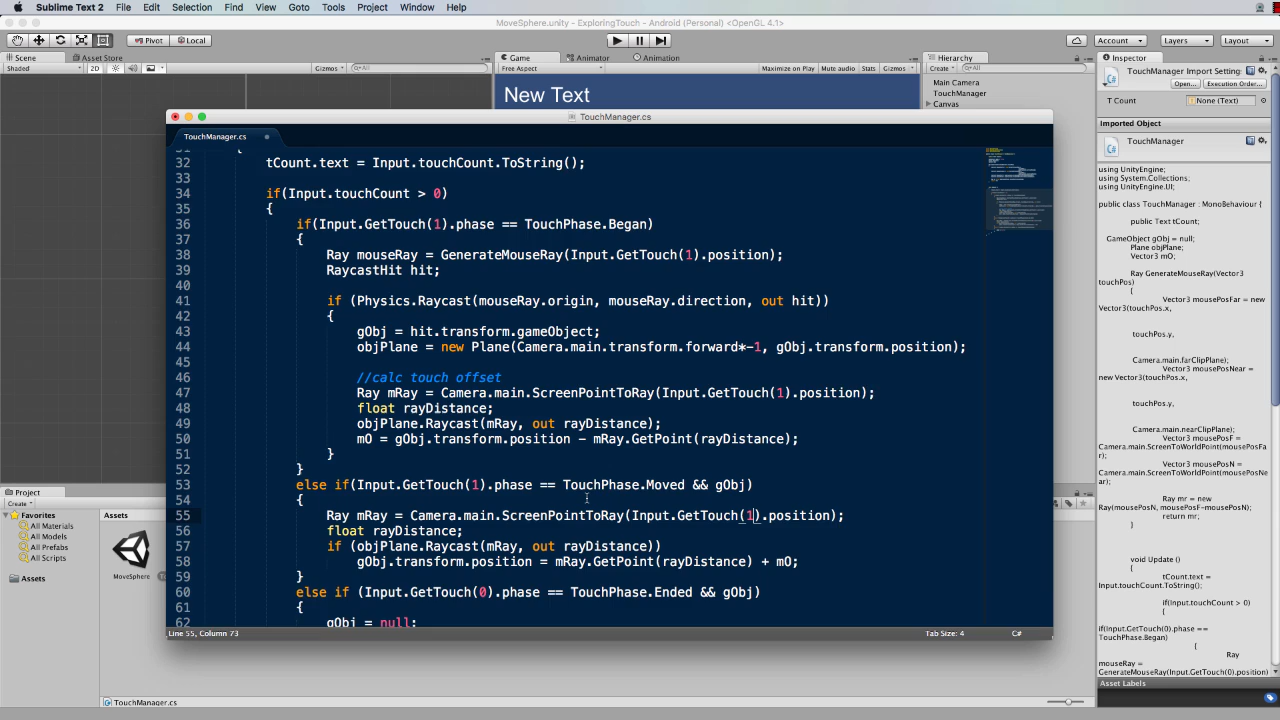 Sublime Text 2 File Edit Selection Find View Goto Tools Project Window Help
MoveSphere.unity - ExploringTouch - Android (Personal) <OpenGL 4.1>
Pivot Local Account Layers Layout
Scene Asset Store Game Animator Animation Hierarchy Inspector
Shaded 2D Gizmos All Free Aspect Maximize on Play Mute audio Stats Gizmos Create All
TouchManager Import Setting
Open... Execution Order...
Main Camera
TouchManager
Canvas
New Text
T Count None (Text)
Imported Object
TouchManager
TouchManager.cs
TouchManager.cs
31 {
32 tCount.text = Input.touchCount.ToString();
33
34 if(Input.touchCount > 0)
35 {
36 if(Input.GetTouch(1).phase == TouchPhase.Began)
37 {
38 Ray mouseRay = GenerateMouseRay(Input.GetTouch(1).position);
39 RaycastHit hit;
40
41 if (Physics.Raycast(mouseRay.origin, mouseRay.direction, out hit))
42 {
43 gObj = hit.transform.gameObject;
44 objPlane = new Plane(Camera.main.transform.forward*-1, gObj.transform.position);
45
46 //calc touch offset
47 Ray mRay = Camera.main.ScreenPointToRay(Input.GetTouch(1).position);
48 float rayDistance;
49 objPlane.Raycast(mRay, out rayDistance);
50 mO = gObj.transform.position - mRay.GetPoint(rayDistance);
51 }
52 }
53 else if(Input.GetTouch(1).phase == TouchPhase.Moved && gObj)
54 {
55 Ray mRay = Camera.main.ScreenPointToRay(Input.GetTouch(1).position);
56 float rayDistance;
57 if (objPlane.Raycast(mRay, out rayDistance))
58 gObj.transform.position = mRay.GetPoint(rayDistance) + mO;
59 }
60 else if (Input.GetTouch(0).phase == TouchPhase.Ended && gObj)
61 {
62 gObj = null;
Line 55, Column 73 Tab Size: 4 C#
using UnityEngine;
using System.Collections;
using UnityEngine.UI;
public class TouchManager : MonoBehaviour {
public Text tCount;
GameObject gObj = null;
Plane objPlane;
Vector3 mO;
Ray GenerateMouseRay(Vector3
touchPos)
{
Vector3 mousePosFar = new
Vector3(touchPos.x,
touchPos.y,
Camera.main.farClipPlane);
Vector3 mousePosNear =
new Vector3(touchPos.x,
touchPos.y,
Camera.main.nearClipPlane);
Vector3 mousePosF =
Camera.main.ScreenToWorldPoint(mousePosFa
r);
Vector3 mousePosN =
Camera.main.ScreenToWorldPoint(mousePosNe
ar);
Ray mr = new
Ray(mousePosN, mousePosF-mousePosN);
return mr;
}
void Update ()
{
tCount.text =
Input.touchCount.ToString();
if(Input.touchCount > 0)
{
if(Input.GetTouch(0).phase ==
TouchPhase.Began)
{
Ray
mouseRay =
GenerateMouseRay(Input.GetTouch(0).position)
Asset Labels
Project
Create
Favorites
All Materials
All Models
All Prefabs
All Scripts
Assets
Assets
MoveSphere
TouchManager.cs